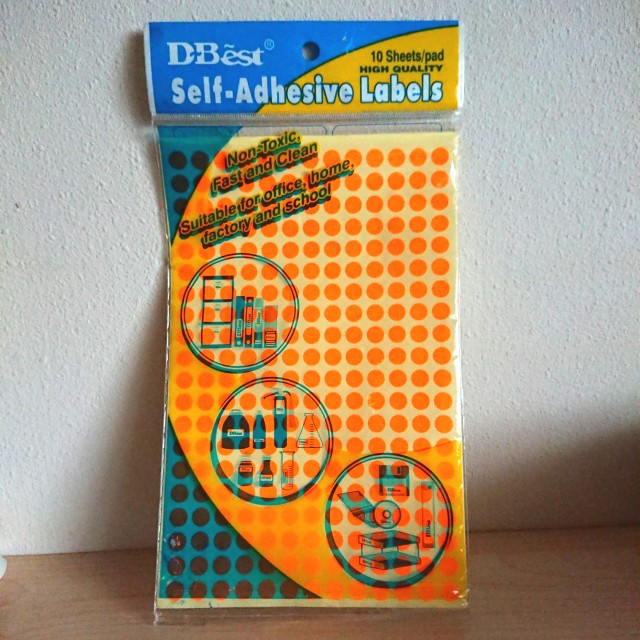 D·Bẽst®
10 Sheets/pad
HIGH QUALITY
Self-Adhesive Labels
Non-Toxic,
Fast and Clean
Suitable for office, home,
factory and school